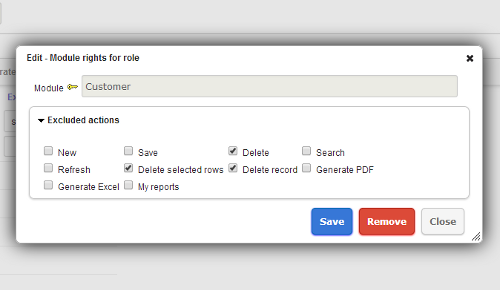 Edit - Module rights for role
Module Customer
Excluded actions
New Save Delete Search
Refresh Delete selected rows Delete record Generate PDF
Generate Excel My reports
Save Remove Close